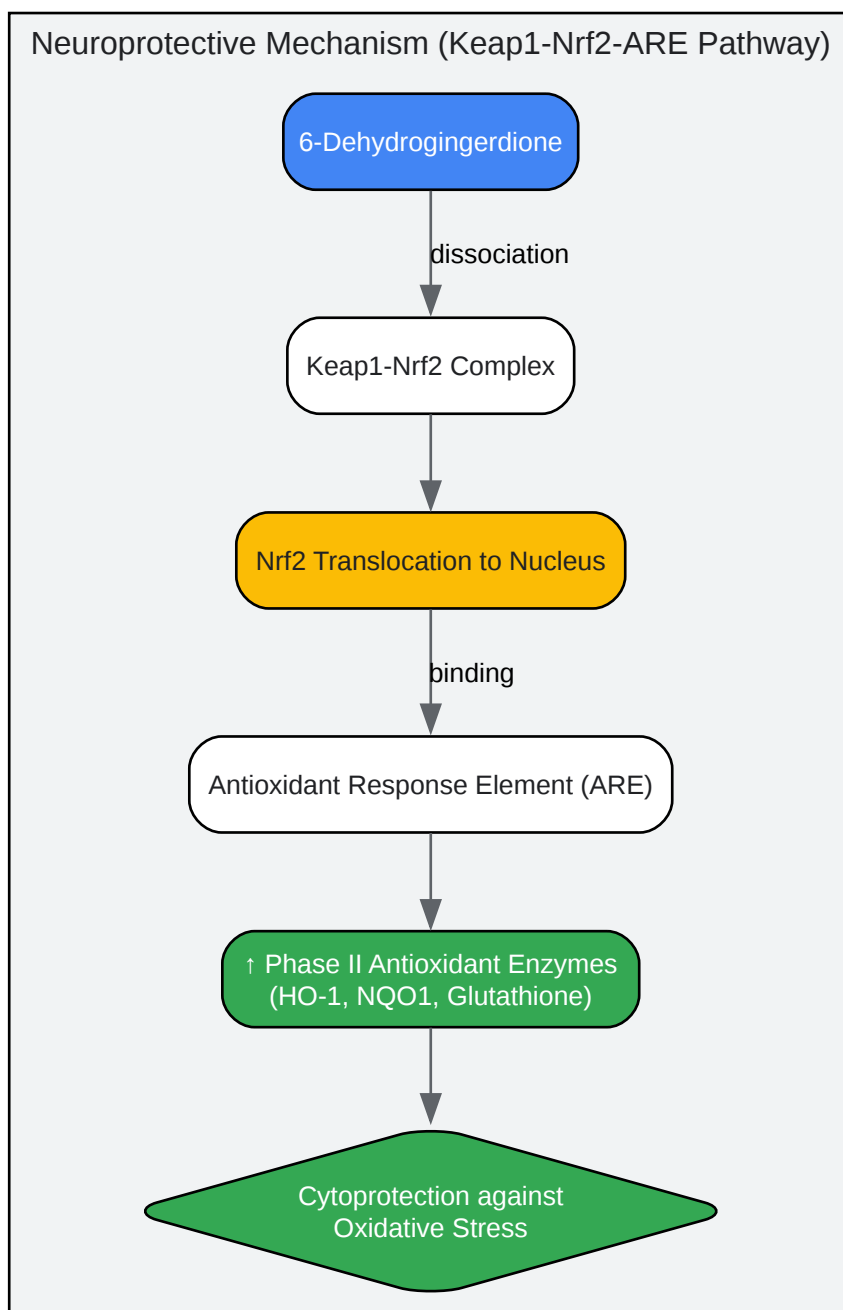 Neuroprotective Mechanism (Keap1-Nrf2-ARE Pathway)
6-Dehydrogingerdione
dissociation
Keap1-Nrf2 Complex
Nrf2 Translocation to Nucleus
binding
Antioxidant Response Element (ARE)
↑ Phase II Antioxidant Enzymes
(HO-1, NQO1, Glutathione)
Cytoprotection against
Oxidative Stress